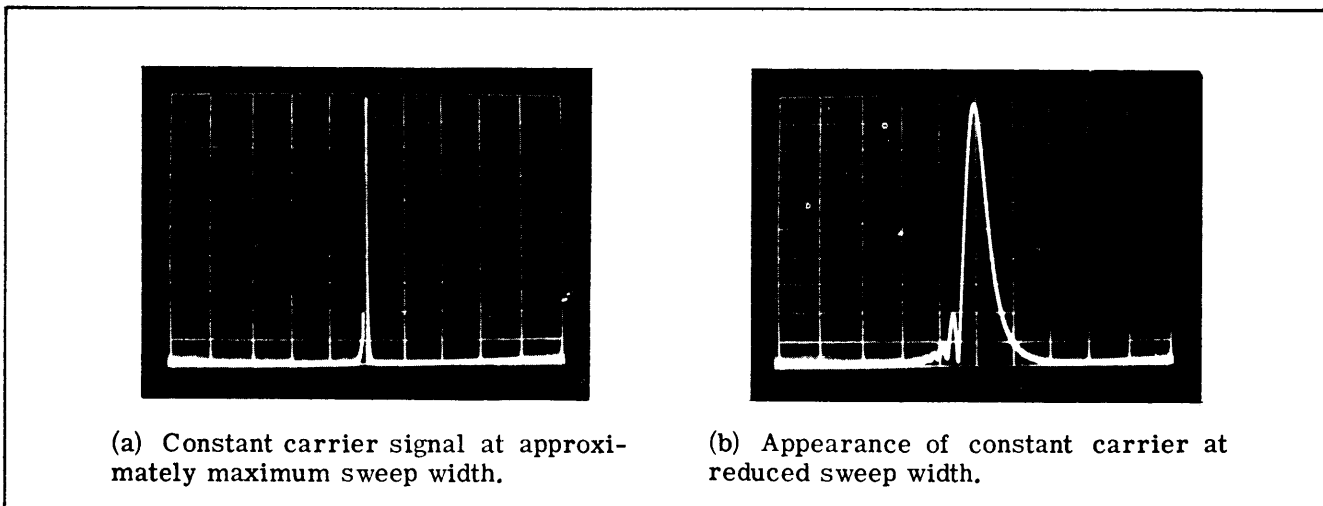 (a) Constant carrier signal at approxi-
mately maximum sweep width.
(b) Appearance of constant carrier at
reduced sweep width.